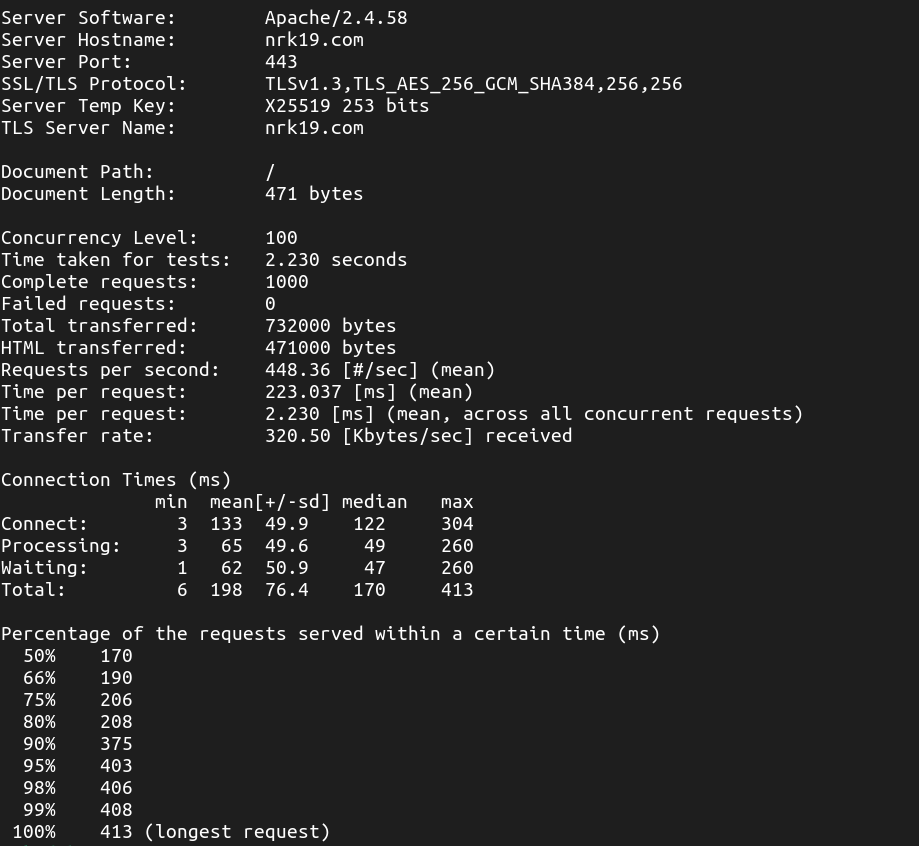 Server Software:        Apache/2.4.58
Server Hostname:        nrk19.com
Server Port:            443
SSL/TLS Protocol:       TLSv1.3,TLS_AES_256_GCM_SHA384,256,256
Server Temp Key:        X25519 253 bits
TLS Server Name:        nrk19.com

Document Path:          /
Document Length:        471 bytes

Concurrency Level:      100
Time taken for tests:   2.230 seconds
Complete requests:      1000
Failed requests:        0
Total transferred:      732000 bytes
HTML transferred:       471000 bytes
Requests per second:    448.36 [#/sec] (mean)
Time per request:       223.037 [ms] (mean)
Time per request:       2.230 [ms] (mean, across all concurrent requests)
Transfer rate:          320.50 [Kbytes/sec] received

Connection Times (ms)
              min  mean[+/-sd] median   max
Connect:        3  133  49.9    122     304
Processing:     3   65  49.6     49     260
Waiting:        1   62  50.9     47     260
Total:          6  198  76.4    170     413

Percentage of the requests served within a certain time (ms)
  50%    170
  66%    190
  75%    206
  80%    208
  90%    375
  95%    403
  98%    406
  99%    408
 100%    413 (longest request)